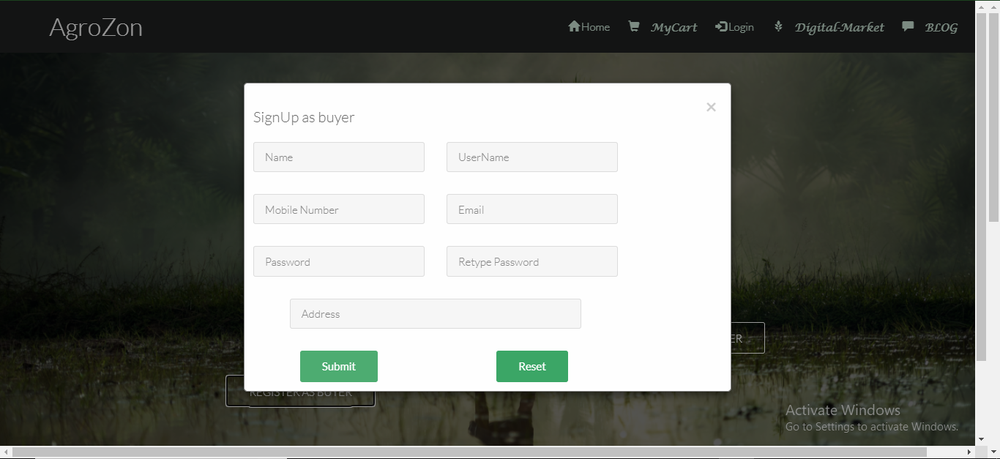 AgroZon
Home MyCart Login Digital-Market BLOG
×
SignUp as buyer
Name UserName
Mobile Number Email
Password Retype Password
Address
ER
Submit Reset
REGISTER AS BUYER
Activate Windows
Go to Settings to activate Windows.